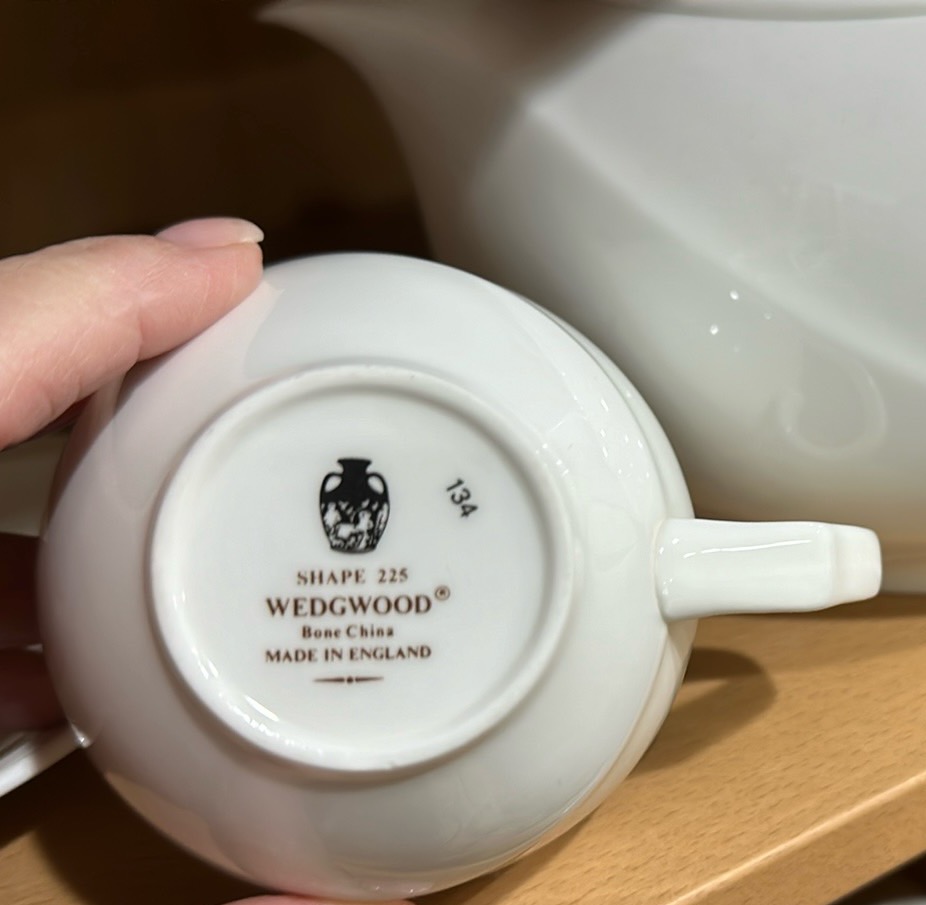 134
SHAPE 225
WEDGWOOD®
Bone China
MADE IN ENGLAND